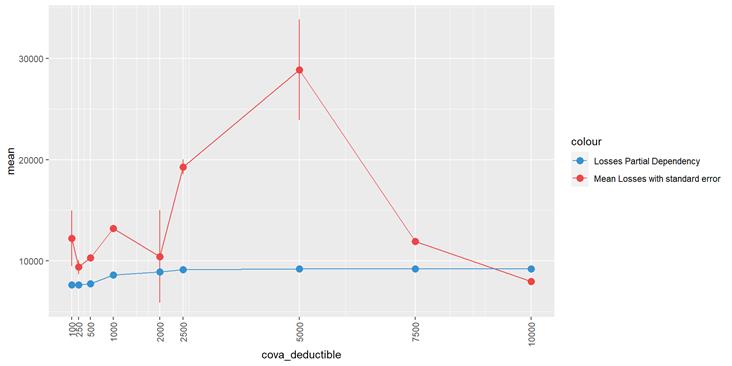 30000
20000
10000
mean
100
250
500
1000
2000
2500
5000
7500
10000
cova_deductible
colour
Losses Partial Dependency
Mean Losses with standard error